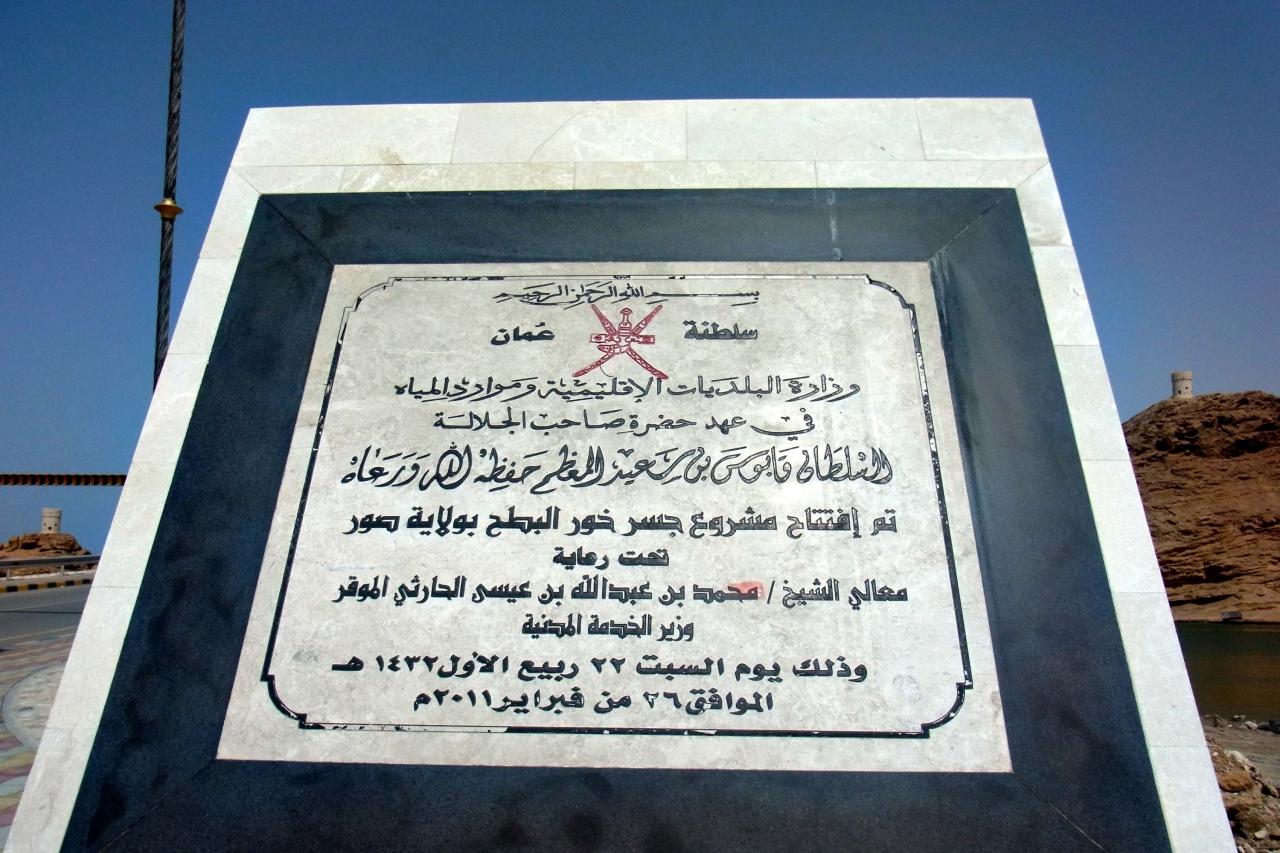 بسم الله الرحمن الرحيم
سلطنة عُمان
وزارة البلديات الإقليمية وموارد المياه
في عهد حضرة صاحب الجلالة
السلطان قابوس بن سعيد المعظم حفظه الله ورعاه
تم إفتتاح مشروع جسر خور البطح بولاية صور
تحت رعاية
معالي الشيخ / محمد بن عبدالله بن عيسى الحارثي الموقر
وزير الخدمة المدنية
وذلك يوم السبت ٢٢ ربيع الأول ١٤٣٢ هـ
الموافق ٢٦ من فبراير ٢٠١١م